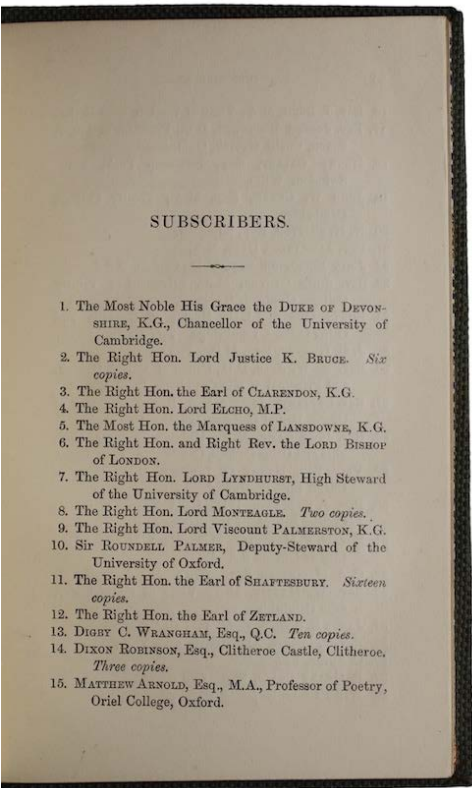 SUBSCRIBERS.
1. The Most Noble His Grace the DUKE OF DEVON-
SHIRE, K.G., Chancellor of the University of
Cambridge.
2. The Right Hon. Lord Justice K. BRUCE. Six
copies.
3. The Right Hon. the Earl of CLARENDON, K.G.
4. The Right Hon. Lord ELCHO, M.P.
5. The Most Hon. the Marquess of LANSDOWNE, K.G.
6. The Right Hon. and Right Rev. the LORD BISHOP
OF LONDON.
7. The Right Hon. LORD LYNDHURST, High Steward
of the University of Cambridge.
8. The Right Hon. Lord MONTEAGLE. Two copies.
9. The Right Hon. Lord Viscount PALMERSTON, K.G.
10. Sir ROUNDELL PALMER, Deputy-Steward of the
University of Oxford.
11. The Right Hon. the Earl of SHAFTESBURY. Sixteen
copies.
12. The Right Hon. the Earl of ZETLAND.
13. DIGBY C. WRANGHAM, Esq., Q.C. Ten copies.
14. DIXON ROBINSON, Esq., Clitheroe Castle, Clitheroe.
Three copies.
15. MATTHEW ARNOLD, Esq., M.A., Professor of Poetry,
Oriel College, Oxford.